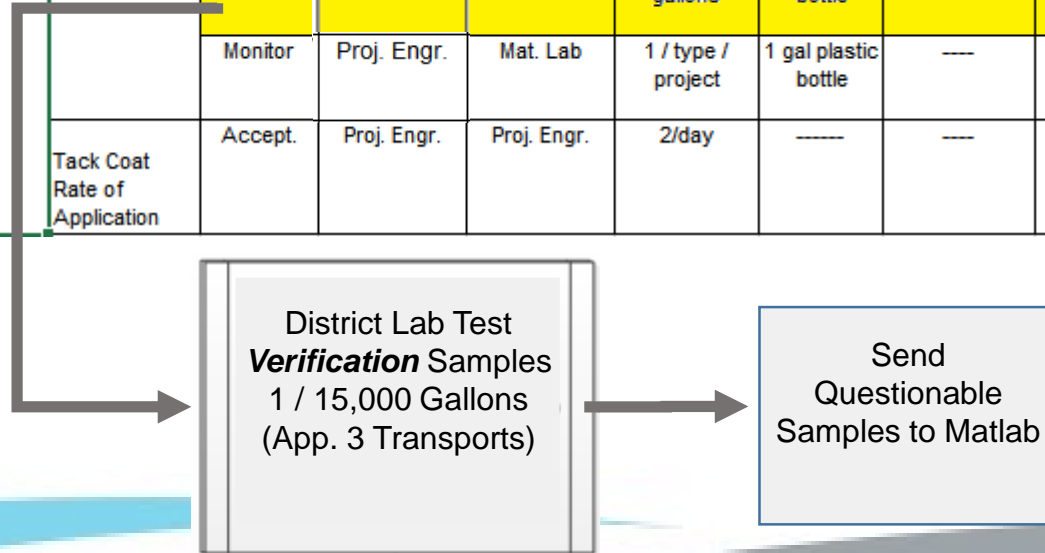 gallons bottle
Monitor Proj. Engr. Mat. Lab 1 / type / 1 gal plastic ----
project bottle
Accept. Proj. Engr. Proj. Engr. 2/day ------ ----
Tack Coat
Rate of
Application
District Lab Test
Verification Samples
1 / 15,000 Gallons
(App. 3 Transports)
Send
Questionable
Samples to Matlab